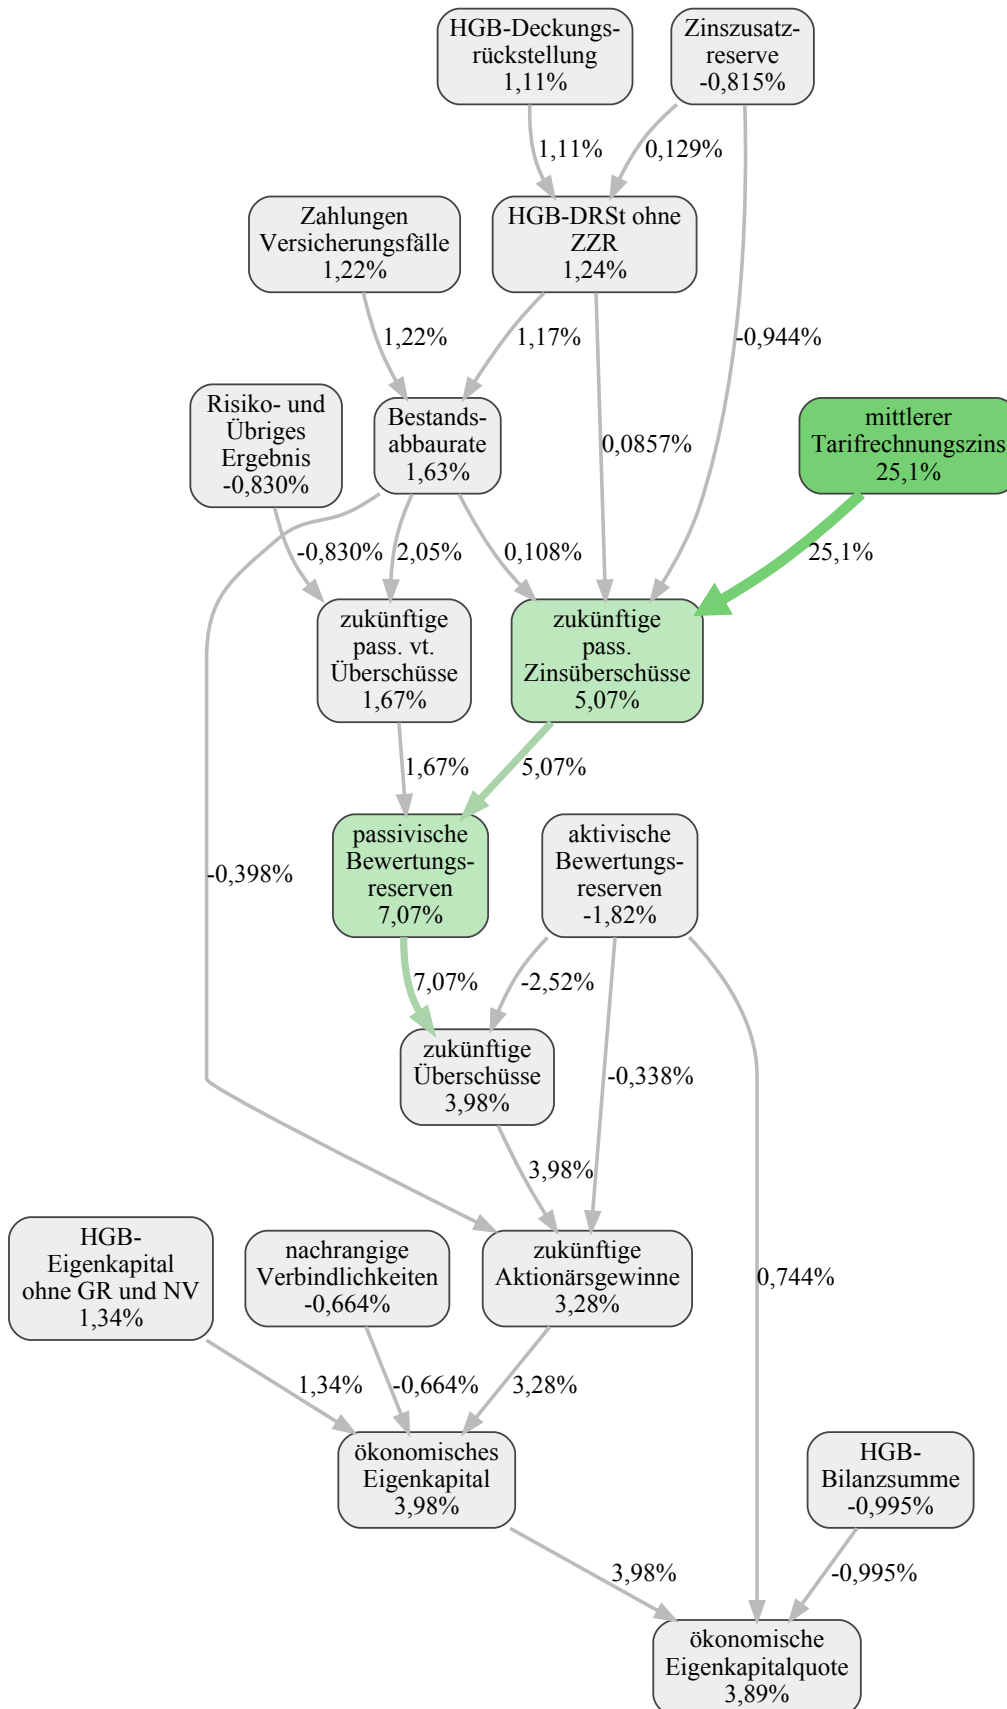 HGB-Deckungs-
rückstellung
1,11%
Zinszusatz-
reserve
-0,815%
1,11%
0,129%
Zahlungen
Versicherungsfälle
1,22%
HGB-DRSt ohne
ZZR
1,24%
1,22%
1,17%
-0,944%
Risiko- und
Übriges
Ergebnis
-0,830%
Bestands-
abbaurate
1,63%
0,0857%
mittlerer
Tarifrechnungszins
25,1%
-0,830%
2,05%
0,108%
25,1%
zukünftige
pass. vt.
Überschüsse
1,67%
zukünftige
pass.
Zinsüberschüsse
5,07%
1,67%
5,07%
-0,398%
passivische
Bewertungs-
reserven
7,07%
aktivische
Bewertungs-
reserven
-1,82%
7,07%
-2,52%
zukünftige
Überschüsse
3,98%
-0,338%
3,98%
HGB-
Eigenkapital
ohne GR und NV
1,34%
nachrangige
Verbindlichkeiten
-0,664%
zukünftige
Aktionärsgewinne
3,28%
0,744%
1,34%
-0,664%
3,28%
ökonomisches
Eigenkapital
3,98%
HGB-
Bilanzsumme
-0,995%
3,98%
-0,995%
ökonomische
Eigenkapitalquote
3,89%